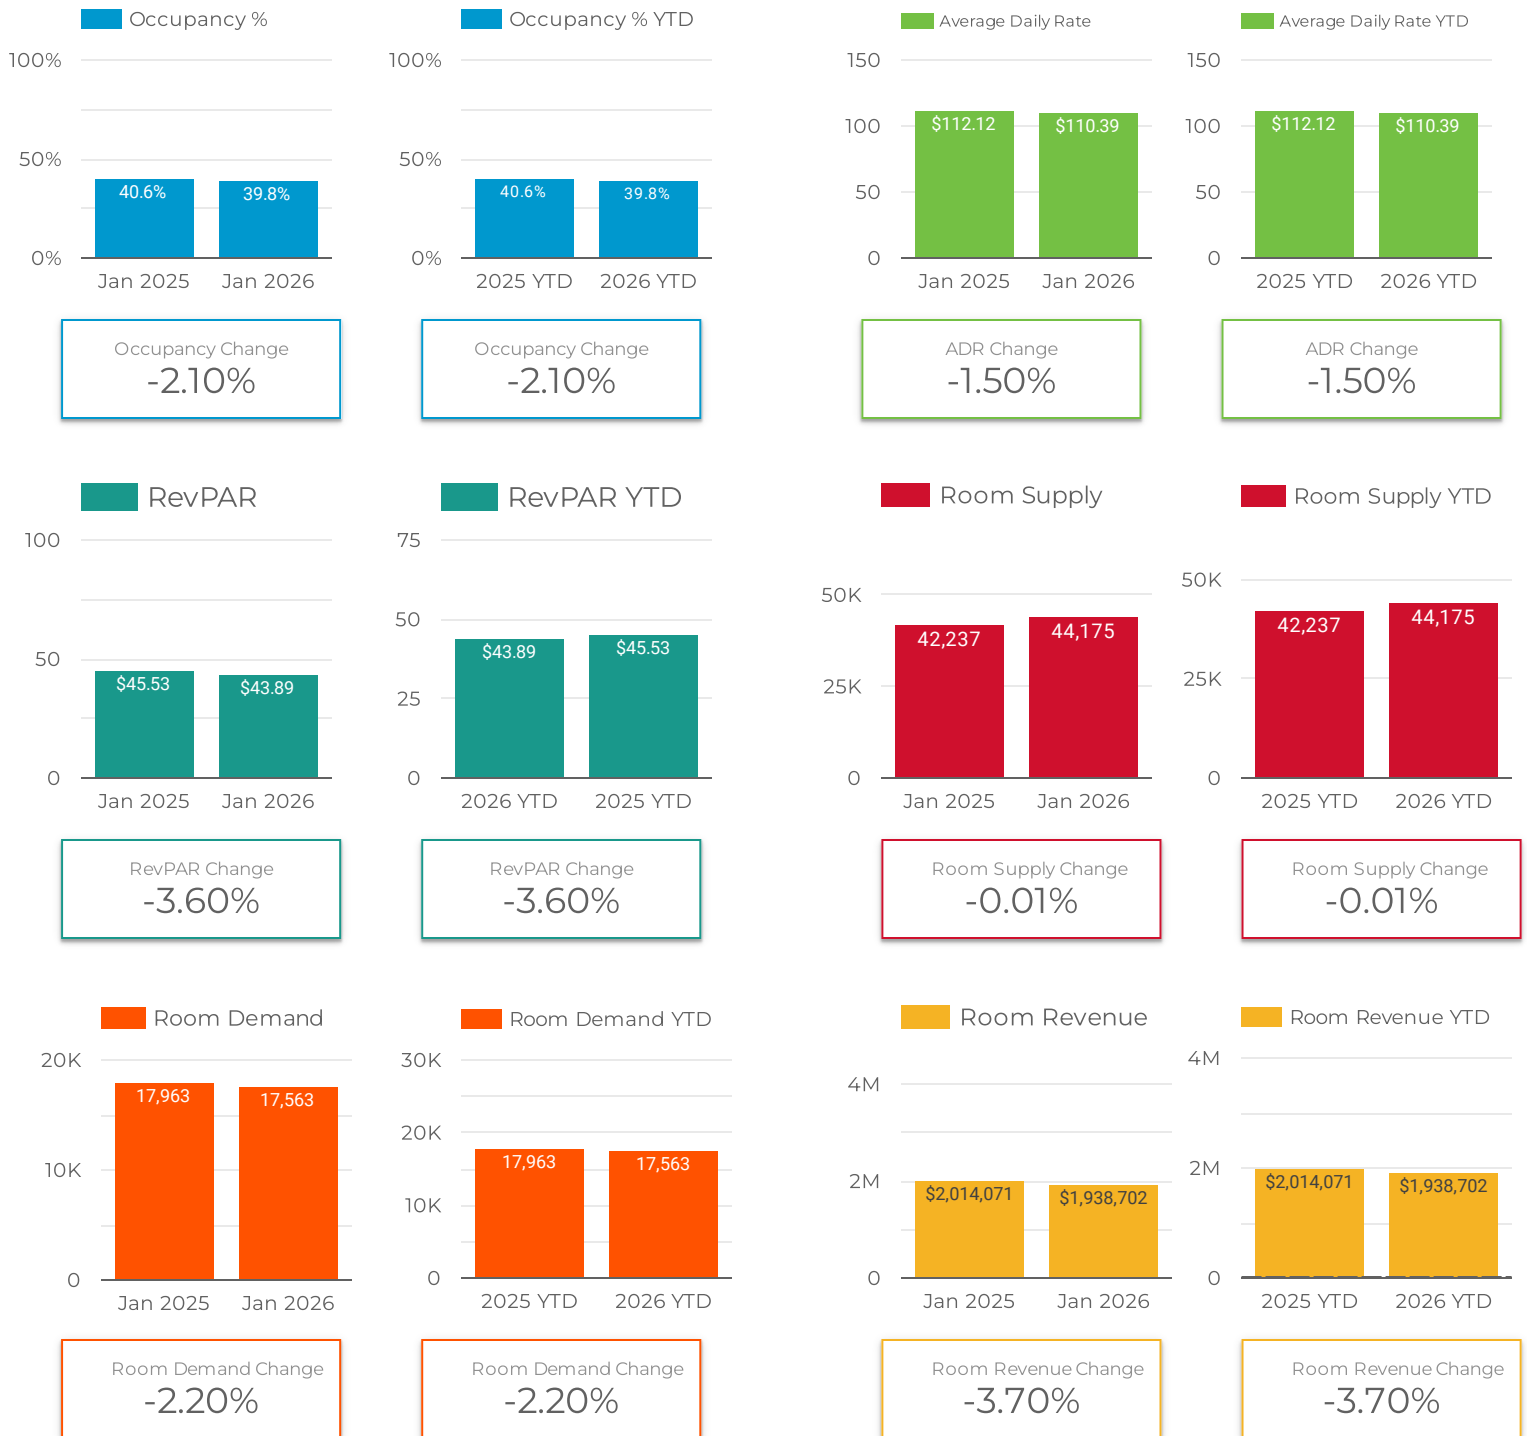 Occupancy %
100%
50%
0%
40.6%
39.8%
Jan 2025
Jan 2026
Occupancy Change
-2.10%
Occupancy % YTD
100%
50%
0%
40.6%
39.8%
2025 YTD
2026 YTD
Occupancy Change
-2.10%
Average Daily Rate
150
100
50
0
$112.12
$110.39
Jan 2025
Jan 2026
ADR Change
-1.50%
Average Daily Rate YTD
150
100
50
0
$112.12
$110.39
2025 YTD
2026 YTD
ADR Change
-1.50%
RevPAR
100
50
0
$45.53
$43.89
Jan 2025
Jan 2026
RevPAR Change
-3.60%
RevPAR YTD
75
50
25
0
$43.89
$45.53
2026 YTD
2025 YTD
RevPAR Change
-3.60%
Room Supply
50K
25K
0
42,237
44,175
Jan 2025
Jan 2026
Room Supply Change
-0.01%
Room Supply YTD
50K
25K
0
42,237
44,175
2025 YTD
2026 YTD
Room Supply Change
-0.01%
Room Demand
20K
10K
0
17,963
17,563
Jan 2025
Jan 2026
Room Demand Change
-2.20%
Room Demand YTD
30K
20K
10K
0
17,963
17,563
2025 YTD
2026 YTD
Room Demand Change
-2.20%
Room Revenue
4M
2M
0
$2,014,071
$1,938,702
Jan 2025
Jan 2026
Room Revenue Change
-3.70%
Room Revenue YTD
4M
2M
0
$2,014,071
$1,938,702
2025 YTD
2026 YTD
Room Revenue Change
-3.70%